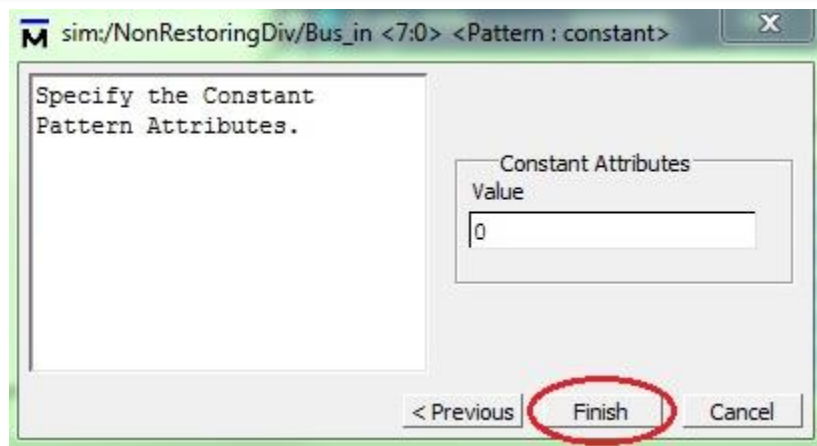 M sim:/NonRestoringDiv/Bus_in <7:0> <Pattern : constant> X
Specify the Constant
Pattern Attributes.
Constant Attributes
Value
0
< Previous Finish Cancel